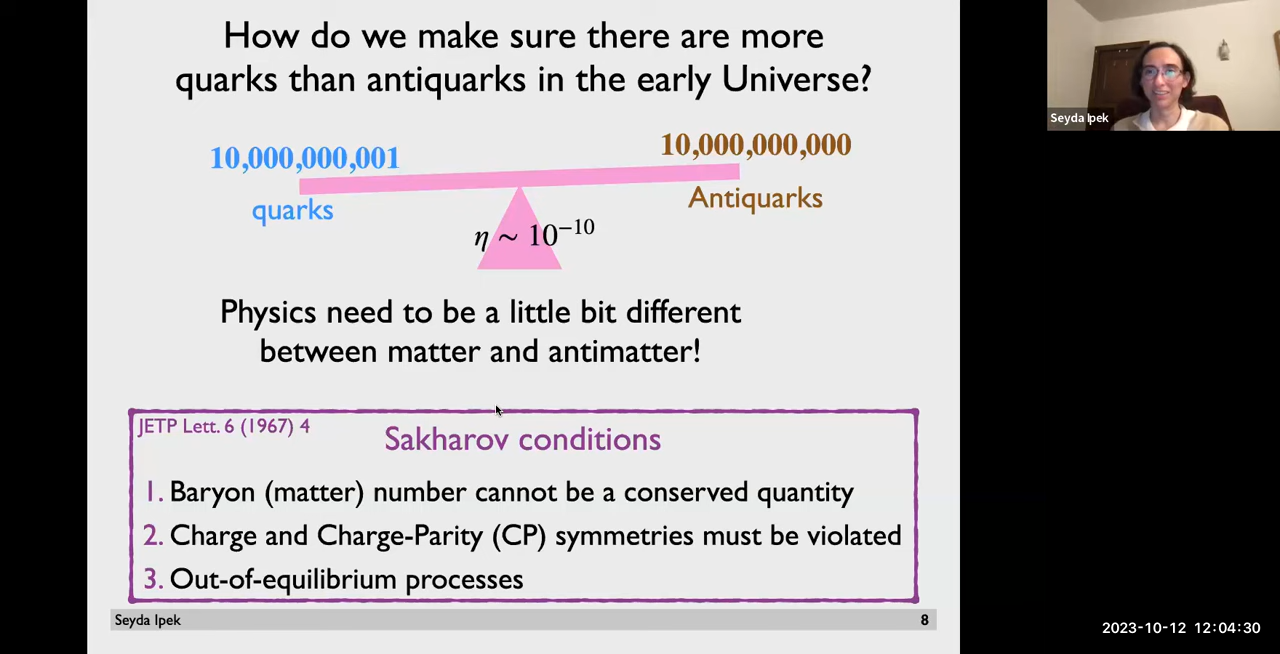 How do we make sure there are more
quarks than antiquarks in the early Universe?
10,000,000,001
10,000,000,000
quarks
Antiquarks
η ∼ 10⁻¹⁰
Physics need to be a little bit different
between matter and antimatter!
JETP Lett. 6 (1967) 4
Sakharov conditions
1. Baryon (matter) number cannot be a conserved quantity
2. Charge and Charge-Parity (CP) symmetries must be violated
3. Out-of-equilibrium processes
Seyda Ipek
8
Seyda Ipek
2023-10-12 12:04:30